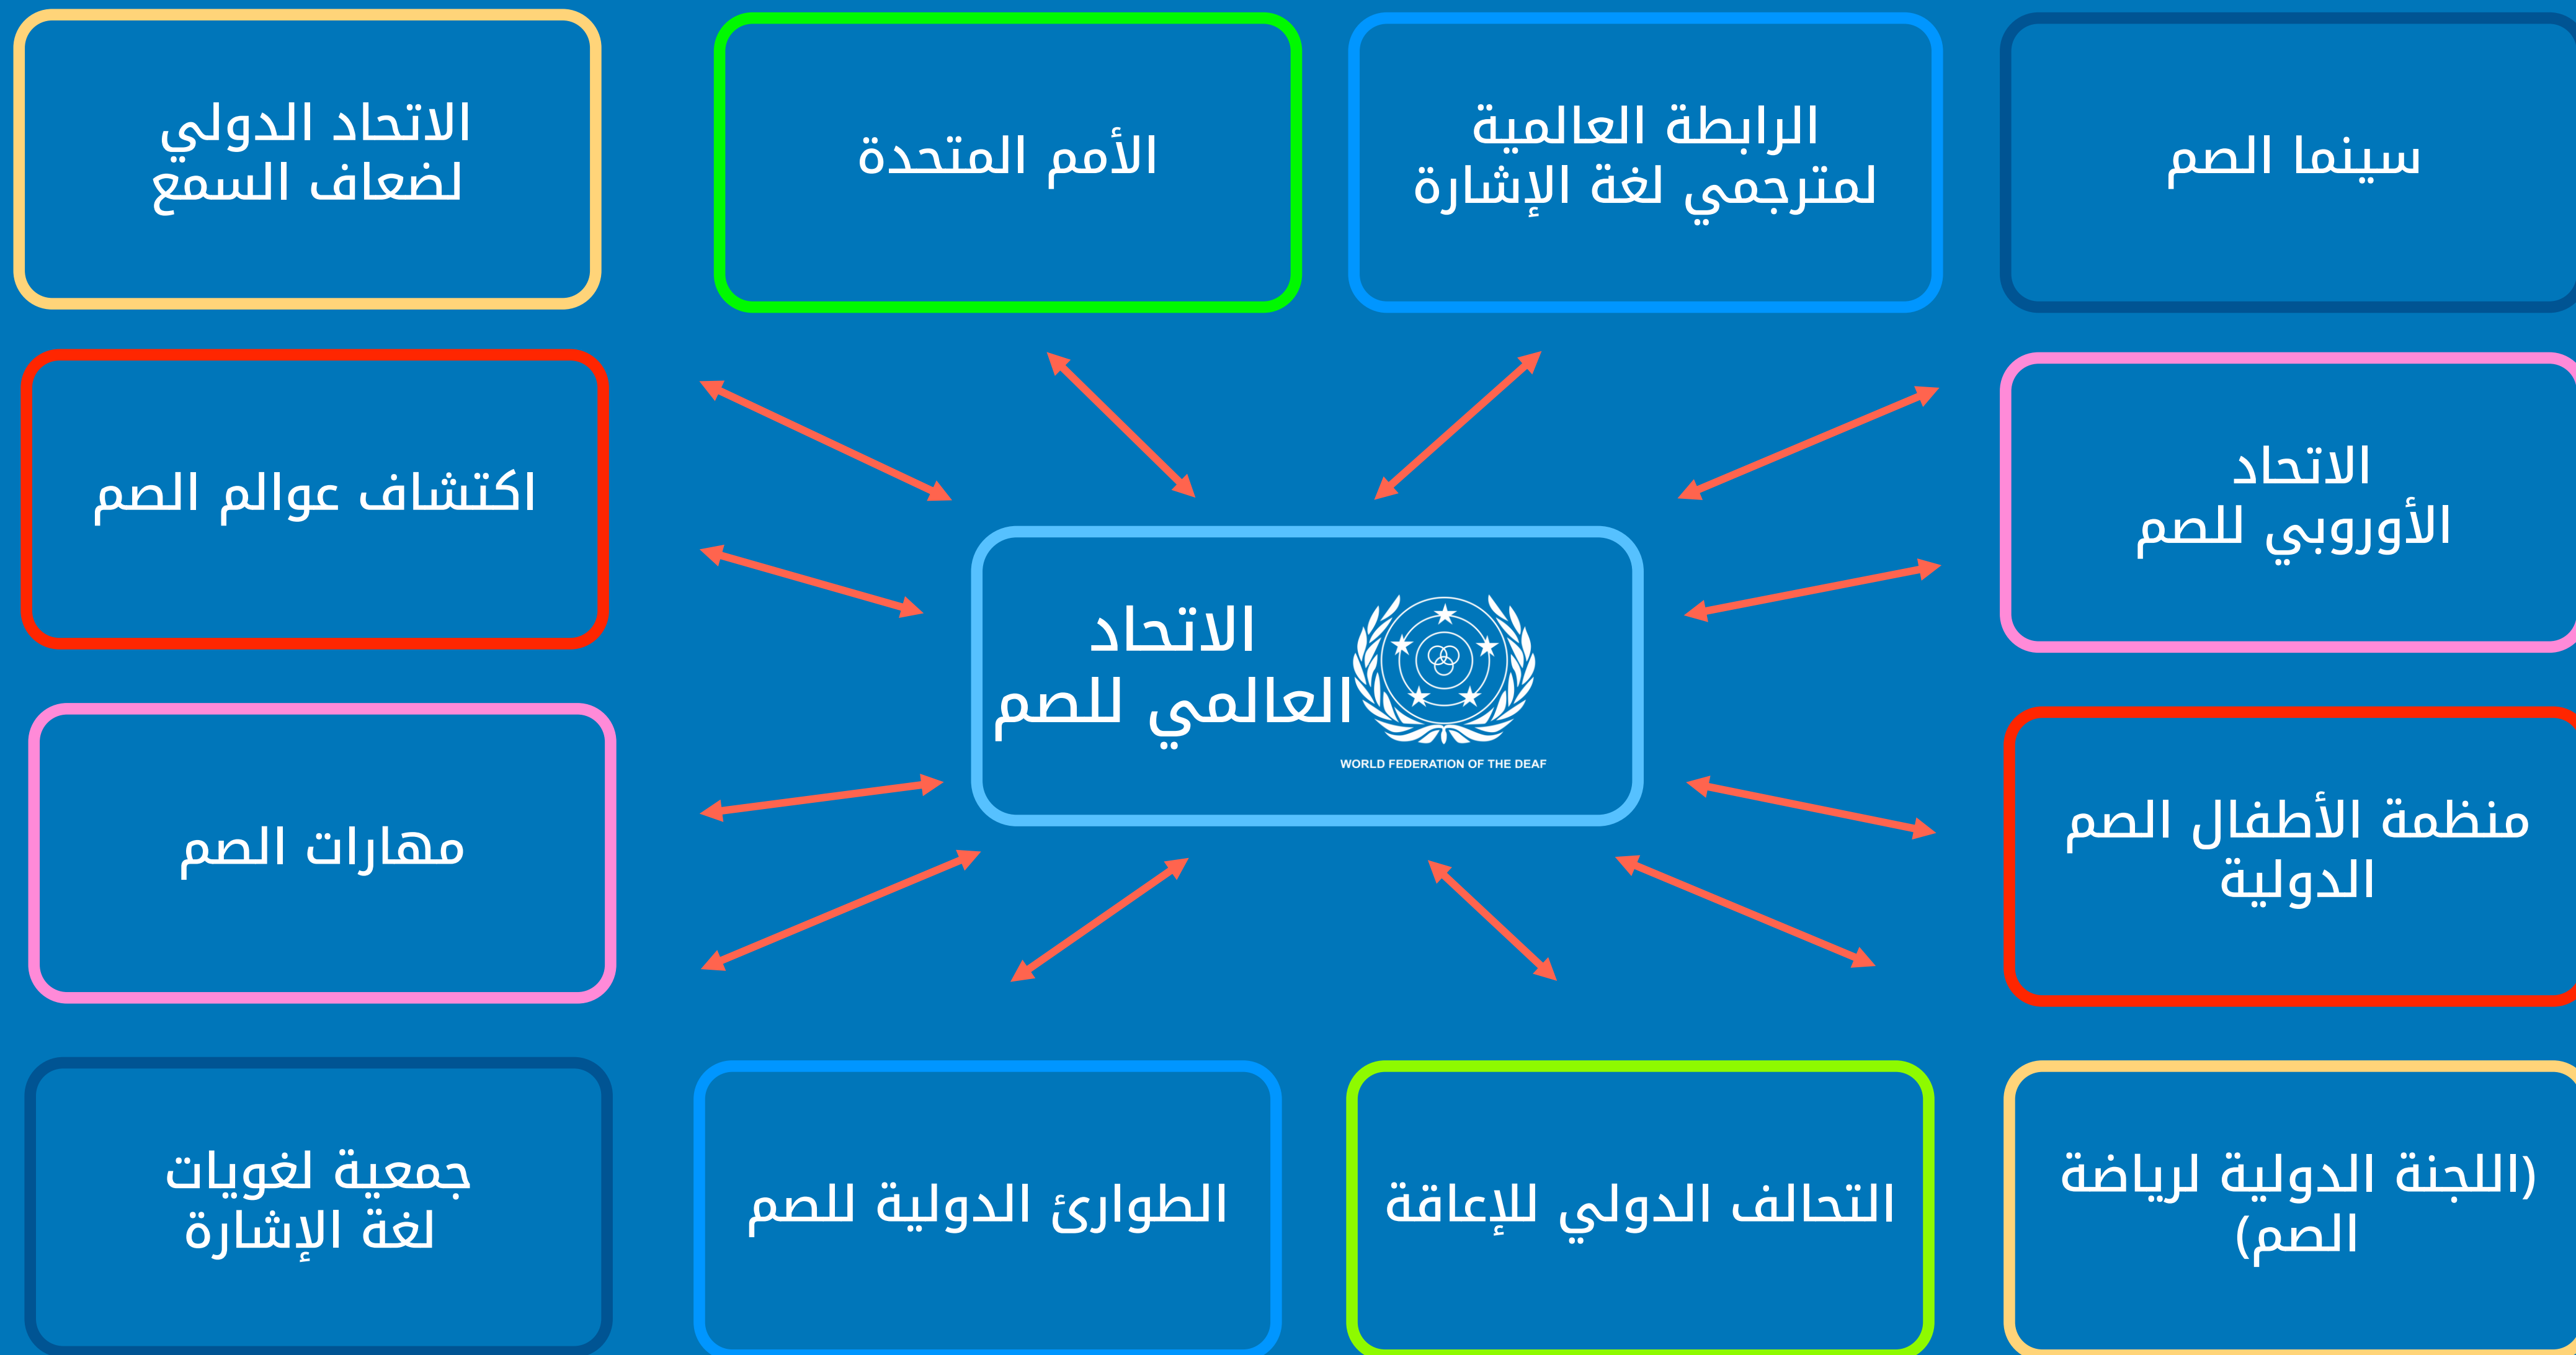 سينما الصم
الرابطة العالمية
لمترجمي لغة الإشارة
الأمم المتحدة
الاتحاد الدولي
لضعاف السمع
الاتحاد
الأوروبي للصم
اكتشاف عوالم الصم
الاتحاد
العالمي للصم
WORLD FEDERATION OF THE DEAF
منظمة الأطفال الصم
الدولية
مهارات الصم
(اللجنة الدولية لرياضة
الصم)
التحالف الدولي للإعاقة
الطوارئ الدولية للصم
جمعية لغويات
لغة الإشارة